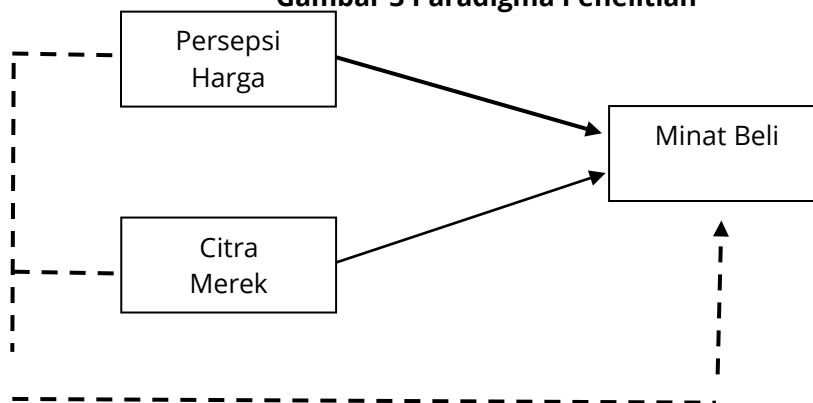 Gambar 3 Paradigma Penelitian
Persepsi
Harga
Minat Beli
Citra
Merek